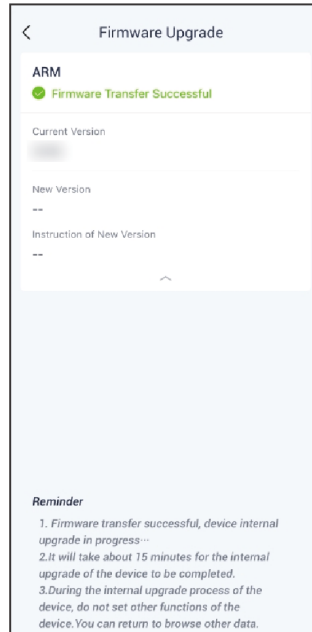 Firmware Upgrade
ARM
Firmware Transfer Successful
Current Version
New Version
--
Instruction of New Version
--
Reminder
1. Firmware transfer successful, device internal
upgrade in progress···
2.It will take about 15 minutes for the internal
upgrade of the device to be completed.
3.During the internal upgrade process of the
device, do not set other functions of the
device.You can return to browse other data.